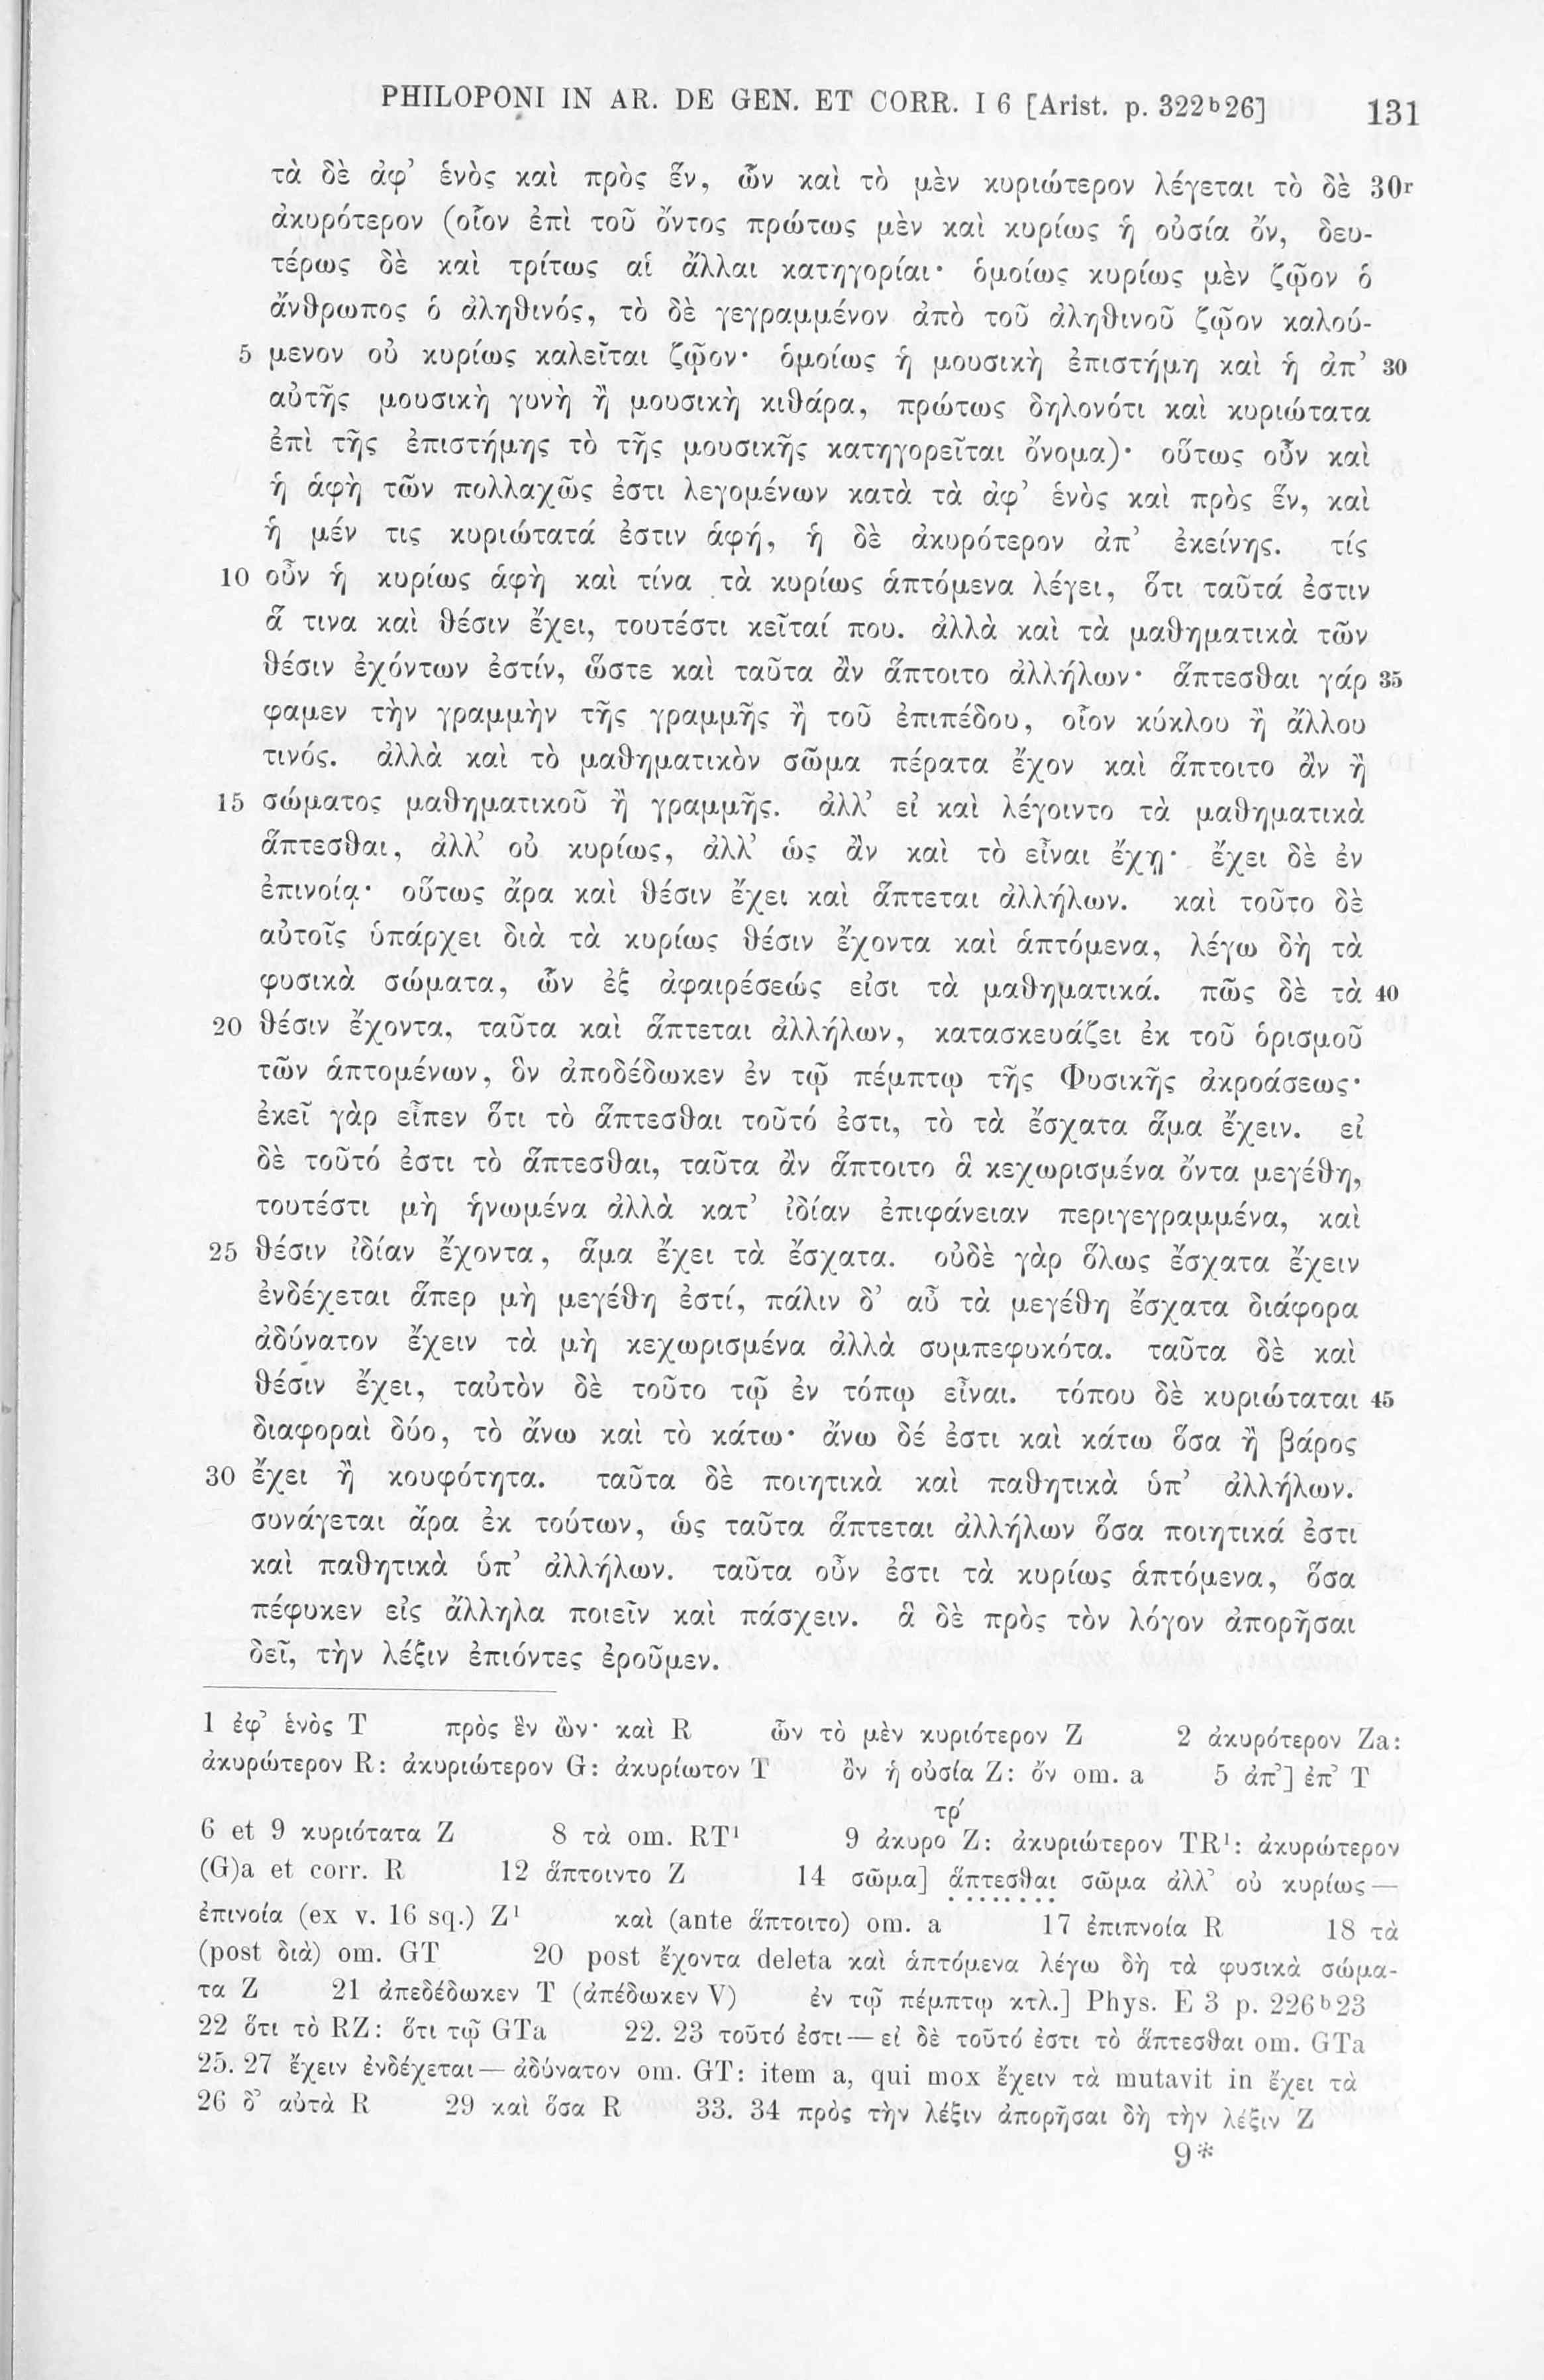 PHILOPONI IN AR. DE GEN. ET CORR. I 6 [Arist. p. 322ᵇ26] 131
τὰ δὲ ἀφ’ ἑνὸς καὶ πρὸς ἕν, ὧν καὶ τὸ μὲν κυριώτερον λέγεται τὸ δὲ 30ʳ
ἀκυρότερον (οἷον ἐπὶ τοῦ ὄντος πρώτως μὲν καὶ κυρίως ἡ οὐσία ὄν, δευ-
τέρως δὲ καὶ τρίτως αἱ ἄλλαι κατηγορίαι· ὁμοίως κυρίως μὲν ζῷον ὁ
ἄνθρωπος ὁ ἀληθινός, τὸ δὲ γεγραμμένον ἀπὸ τοῦ ἀληθινοῦ ζῷον καλού-
5 μενον οὐ κυρίως καλεῖται ζῷον· ὁμοίως ἡ μουσικὴ ἐπιστήμη καὶ ἡ ἀπ’ 30
αὐτῆς μουσικὴ γυνὴ ἢ μουσικὴ κιθάρα, πρώτως δηλονότι καὶ κυριώτατα
ἐπὶ τῆς ἐπιστήμης τὸ τῆς μουσικῆς κατηγορεῖται ὄνομα)· οὕτως οὖν καὶ
ἡ ἁφὴ τῶν πολλαχῶς ἐστι λεγομένων κατὰ τὰ ἀφ’ ἑνὸς καὶ πρὸς ἕν, καὶ
ἡ μέν τις κυριώτατά ἐστιν ἁφή, ἡ δὲ ἀκυρότερον ἀπ’ ἐκείνης. τίς
10 οὖν ἡ κυρίως ἁφὴ καὶ τίνα τὰ κυρίως ἁπτόμενα λέγει, ὅτι ταῦτά ἐστιν
ἅ τινα καὶ θέσιν ἔχει, τουτέστι κεῖταί που. ἀλλὰ καὶ τὰ μαθηματικὰ τῶν
θέσιν ἐχόντων ἐστίν, ὥστε καὶ ταῦτα ἂν ἅπτοιτο ἀλλήλων· ἅπτεσθαι γάρ 35
φαμεν τὴν γραμμὴν τῆς γραμμῆς ἢ τοῦ ἐπιπέδου, οἷον κύκλου ἢ ἄλλου
τινός. ἀλλὰ καὶ τὸ μαθηματικὸν σῶμα πέρατα ἔχον καὶ ἅπτοιτο ἂν ἢ
15 σώματος μαθηματικοῦ ἢ γραμμῆς. ἀλλ’ εἰ καὶ λέγοιντο τὰ μαθηματικὰ
ἅπτεσθαι, ἀλλ’ οὐ κυρίως, ἀλλ’ ὡς ἂν καὶ τὸ εἶναι ἔχῃ· ἔχει δὲ ἐν
ἐπινοίᾳ· οὕτως ἄρα καὶ θέσιν ἔχει καὶ ἅπτεται ἀλλήλων. καὶ τοῦτο δὲ
αὐτοῖς ὑπάρχει διὰ τὰ κυρίως θέσιν ἔχοντα καὶ ἁπτόμενα, λέγω δὴ τὰ
φυσικὰ σώματα, ὧν ἐξ ἀφαιρέσεώς εἰσι τὰ μαθηματικά. πῶς δὲ τὰ 40
20 θέσιν ἔχοντα, ταῦτα καὶ ἅπτεται ἀλλήλων, κατασκευάζει ἐκ τοῦ ὁρισμοῦ
τῶν ἁπτομένων, ὃν ἀποδέδωκεν ἐν τῷ πέμπτῳ τῆς Φυσικῆς ἀκροάσεως·
ἐκεῖ γὰρ εἶπεν ὅτι τὸ ἅπτεσθαι τοῦτό ἐστι, τὸ τὰ ἔσχατα ἅμα ἔχειν. εἰ
δὲ τοῦτό ἐστι τὸ ἅπτεσθαι, ταῦτα ἂν ἅπτοιτο ἃ κεχωρισμένα ὄντα μεγέθη,
τουτέστι μὴ ἡνωμένα ἀλλὰ κατ’ ἰδίαν ἐπιφάνειαν περιγεγραμμένα, καὶ
25 θέσιν ἰδίαν ἔχοντα, ἅμα ἔχει τὰ ἔσχατα. οὐδὲ γὰρ ὅλως ἔσχατα ἔχειν
ἐνδέχεται ἅπερ μὴ μεγέθη ἐστί, πάλιν δ’ αὖ τὰ μεγέθη ἔσχατα διάφορα
ἀδύνατον ἔχειν τὰ μὴ κεχωρισμένα ἀλλὰ συμπεφυκότα. ταῦτα δὲ καὶ
θέσιν ἔχει, ταὐτὸν δὲ τοῦτο τῷ ἐν τόπῳ εἶναι. τόπου δὲ κυριώταται 45
διαφοραὶ δύο, τὸ ἄνω καὶ τὸ κάτω· ἄνω δέ ἐστι καὶ κάτω ὅσα ἢ βάρος
30 ἔχει ἢ κουφότητα. ταῦτα δὲ ποιητικὰ καὶ παθητικὰ ὑπ’ ἀλλήλων.
συνάγεται ἄρα ἐκ τούτων, ὡς ταῦτα ἅπτεται ἀλλήλων ὅσα ποιητικά ἐστι
καὶ παθητικὰ ὑπ’ ἀλλήλων. ταῦτα οὖν ἐστι τὰ κυρίως ἁπτόμενα, ὅσα
πέφυκεν εἰς ἄλληλα ποιεῖν καὶ πάσχειν. ἃ δὲ πρὸς τὸν λόγον ἀπορῆσαι
δεῖ, τὴν λέξιν ἐπιόντες ἐροῦμεν.
1 ἐφ’ ἑνὸς T πρὸς ἓν ὢν· καὶ R ὧν τὸ μὲν κυριότερον Z 2 ἀκυρότερον Za:
ἀκυρώτερον R: ἀκυριώτερον G: ἀκυρίωτον T ὂν ἡ οὐσία Z: ὄν om. a 5 ἀπ’] ἐπ’ T
τρ′
6 et 9 κυριότατα Z 8 τὰ om. RT¹ 9 ἀκυρο Z: ἀκυριώτερον TR¹: ἀκυρώτερον
(G)a et corr. R 12 ἅπτοιντο Z 14 σῶμα] ἅπτεσθαι σῶμα ἀλλ’ οὐ κυρίως —
ἐπινοία (ex v. 16 sq.) Z¹ καὶ (ante ἅπτοιτο) om. a 17 ἐπιπνοία R 18 τὰ
(post διὰ) om. GT 20 post ἔχοντα deleta καὶ ἁπτόμενα λέγω δὴ τὰ φυσικὰ σώμα-
τα Z 21 ἀπεδέδωκεν T (ἀπέδωκεν V) ἐν τῷ πέμπτῳ κτλ.] Phys. E 3 p. 226ᵇ23
22 ὅτι τὸ RZ: ὅτι τῷ GTa 22. 23 τοῦτό ἐστι — εἰ δὲ τοῦτό ἐστι τὸ ἅπτεσθαι om. GTa
25. 27 ἔχειν ἐνδέχεται — ἀδύνατον om. GT: item a, qui mox ἔχειν τὰ mutavit in ἔχει τὰ
26 δ’ αὐτὰ R 29 καὶ ὅσα R 33. 34 πρὸς τὴν λέξιν ἀπορῆσαι δὴ τὴν λέξιν Z
9*